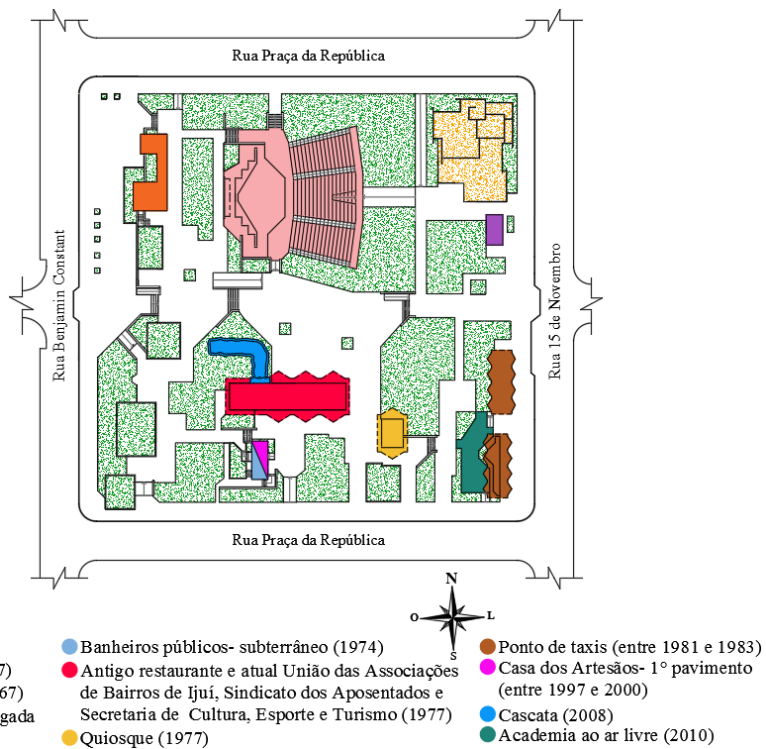 Rua Praça da República
Rua Benjamin Constant
Rua 15 de Novembro
Rua Praça da República
N
O
L
S
7)
67)
gada
Banheiros públicos- subterrâneo (1974)
Antigo restaurante e atual União das Associações
de Bairros de Ijuí, Sindicato dos Aposentados e
Secretaria de Cultura, Esporte e Turismo (1977)
Quiosque (1977)
Ponto de taxis (entre 1981 e 1983)
Casa dos Artesãos- 1° pavimento
(entre 1997 e 2000)
Cascata (2008)
Academia ao ar livre (2010)